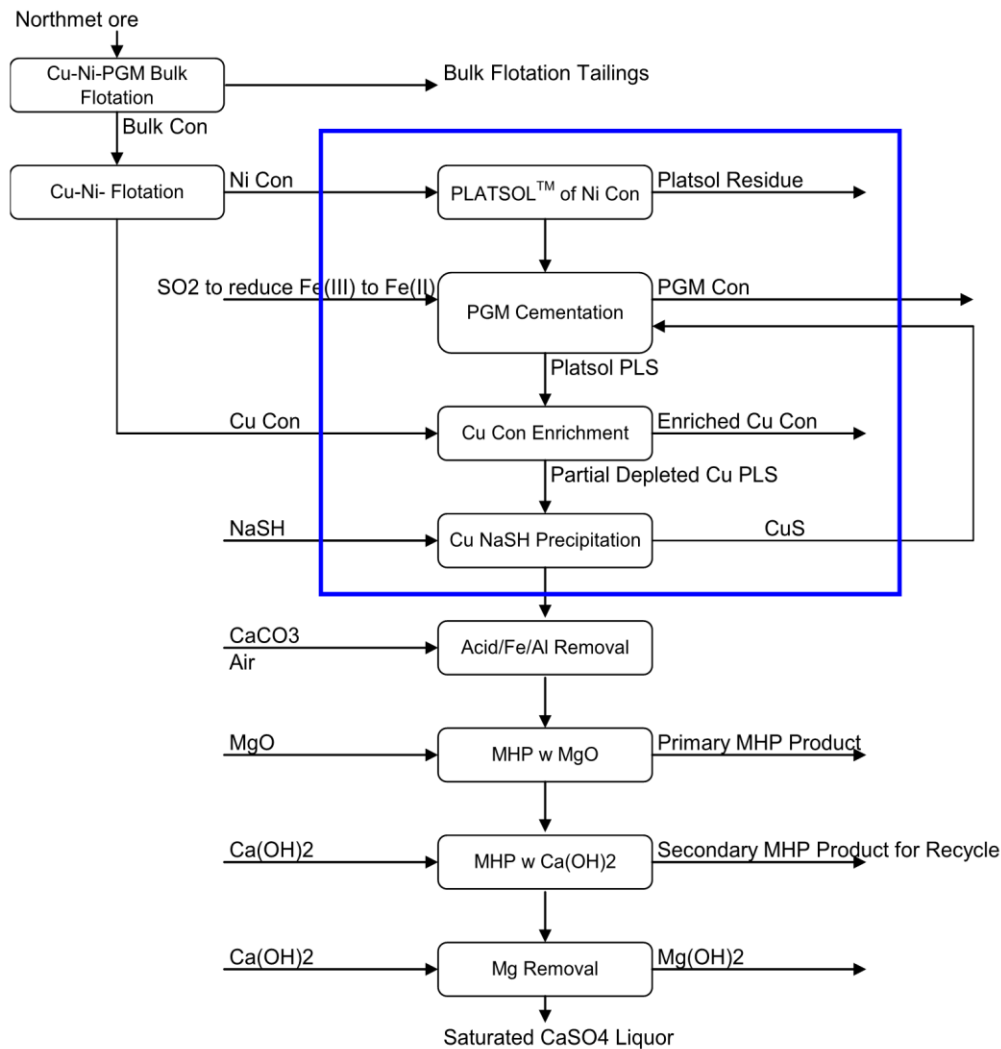 Northmet ore
Cu-Ni-PGM Bulk
Flotation
Bulk Flotation Tailings
Bulk Con
Cu-Ni- Flotation
Ni Con
PLATSOL™ of Ni Con
Platsol Residue
SO2 to reduce Fe(III) to Fe(II)
PGM Cementation
PGM Con
Platsol PLS
Cu Con
Cu Con Enrichment
Enriched Cu Con
Partial Depleted Cu PLS
NaSH
Cu NaSH Precipitation
CuS
CaCO3
Air
Acid/Fe/Al Removal
MgO
MHP w MgO
Primary MHP Product
Ca(OH)2
MHP w Ca(OH)2
Secondary MHP Product for Recycle
Ca(OH)2
Mg Removal
Mg(OH)2
Saturated CaSO4 Liquor